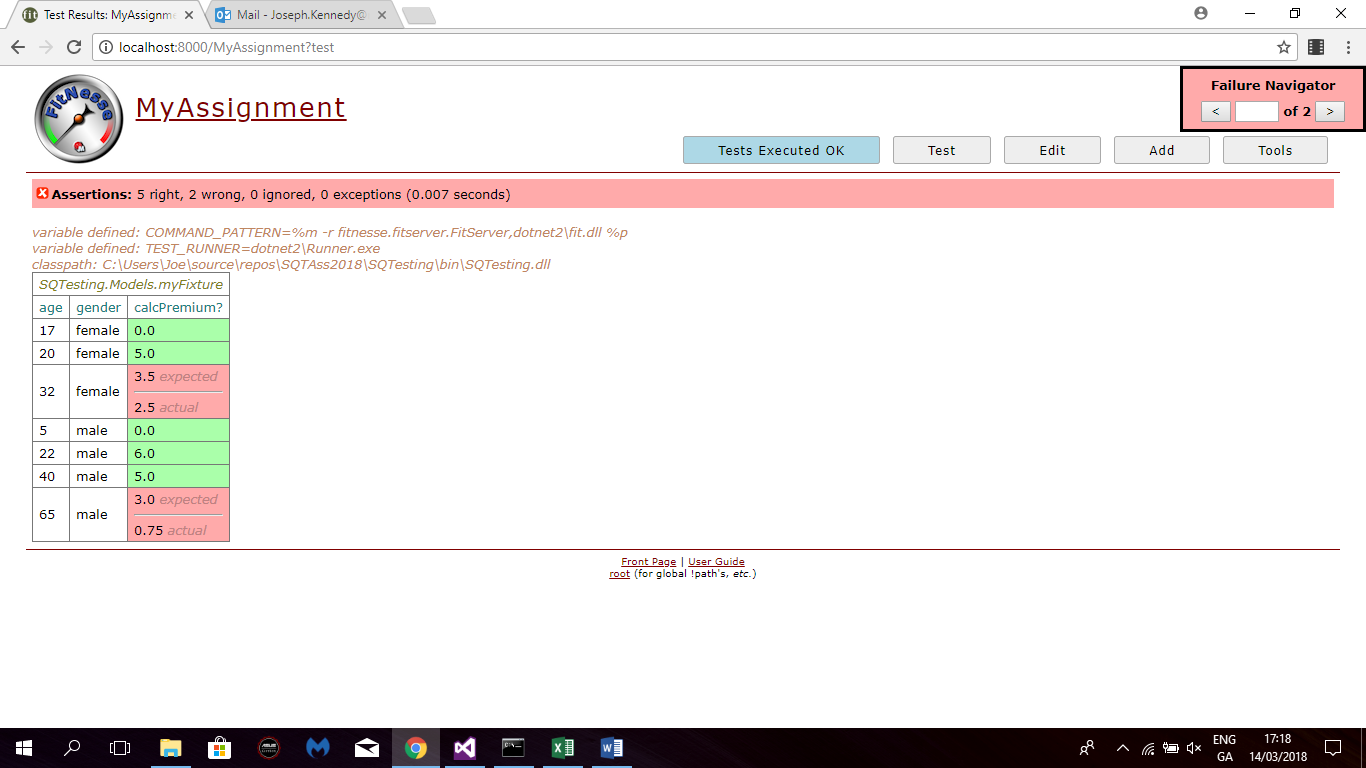 Test Results: MyAssignm
Mail - Joseph.Kennedy@
localhost:8000/MyAssignment?test
FitNesse
MyAssignment
Failure Navigator
< of 2 >
Tests Executed OK
Test
Edit
Add
Tools
Assertions: 5 right, 2 wrong, 0 ignored, 0 exceptions (0.007 seconds)
variable defined: COMMAND_PATTERN=%m -r fitnesse.fitserver.FitServer,dotnet2\fit.dll %p
variable defined: TEST_RUNNER=dotnet2\Runner.exe
classpath: C:\Users\Joe\source\repos\SQTAss2018\SQTesting\bin\SQTesting.dll
SQTesting.Models.myFixture
age gender calcPremium?
17 female 0.0
20 female 5.0
32 female 3.5 expected
2.5 actual
5 male 0.0
22 male 6.0
40 male 5.0
65 male 3.0 expected
0.75 actual
Front Page | User Guide
root (for global !path's, etc.)
ENG
GA
17:18
14/03/2018